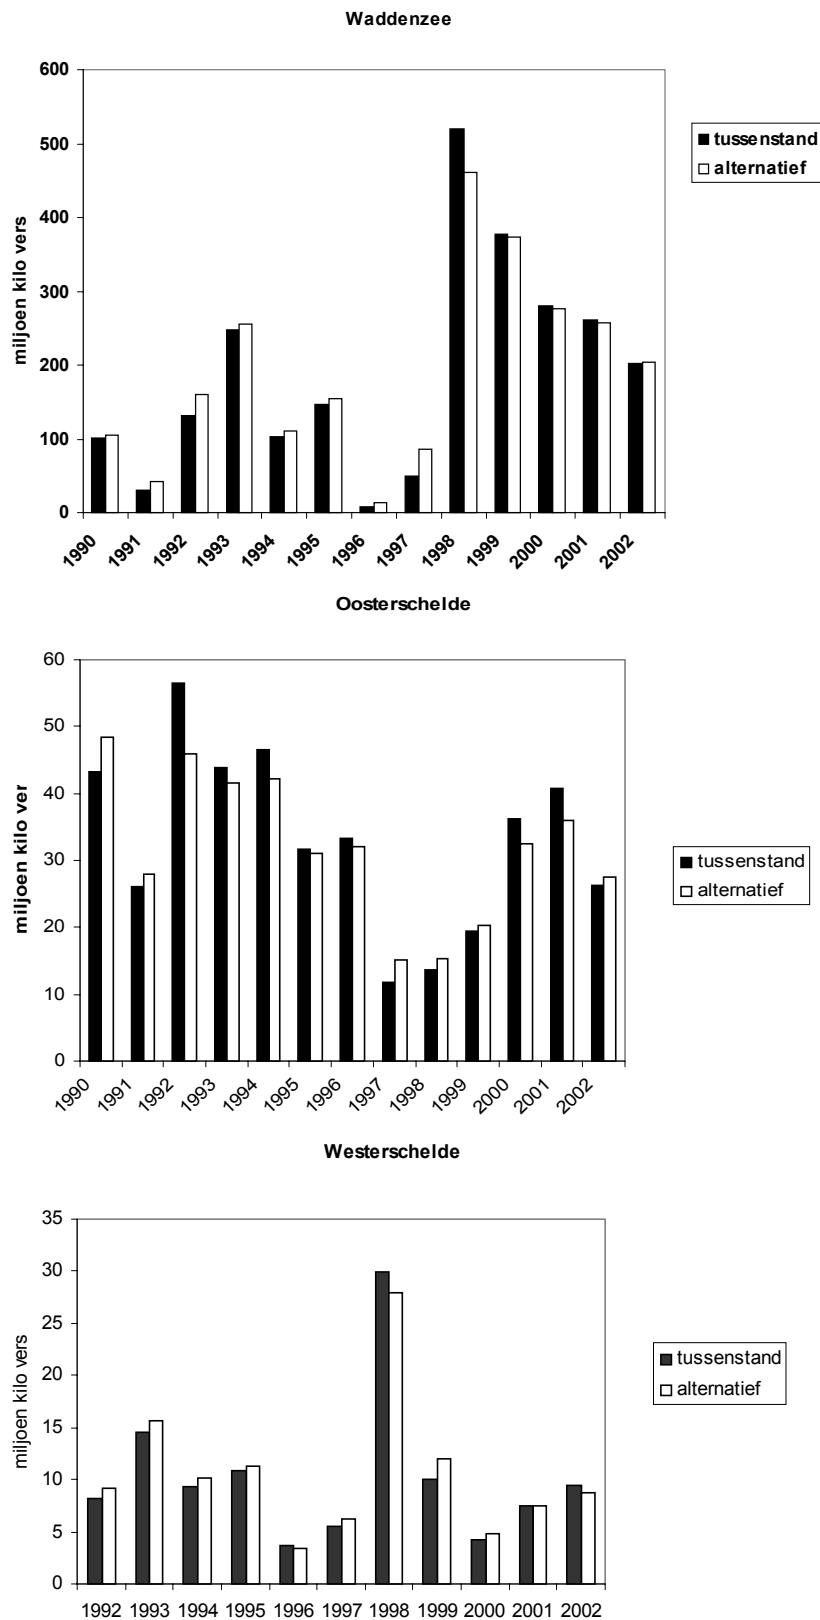 Waddenzee
600
500
400
300
200
100
0
miljoen kilo vers
tussenstand
alternatief
1990 1991 1992 1993 1994 1995 1996 1997 1998 1999 2000 2001 2002
Oosterschelde
60
50
40
30
20
10
0
miljoen kilo ver
tussenstand
alternatief
1990 1991 1992 1993 1994 1995 1996 1997 1998 1999 2000 2001 2002
Westerschelde
35
30
25
20
15
10
5
0
miljoen kilo vers
tussenstand
alternatief
1992 1993 1994 1995 1996 1997 1998 1999 2000 2001 2002